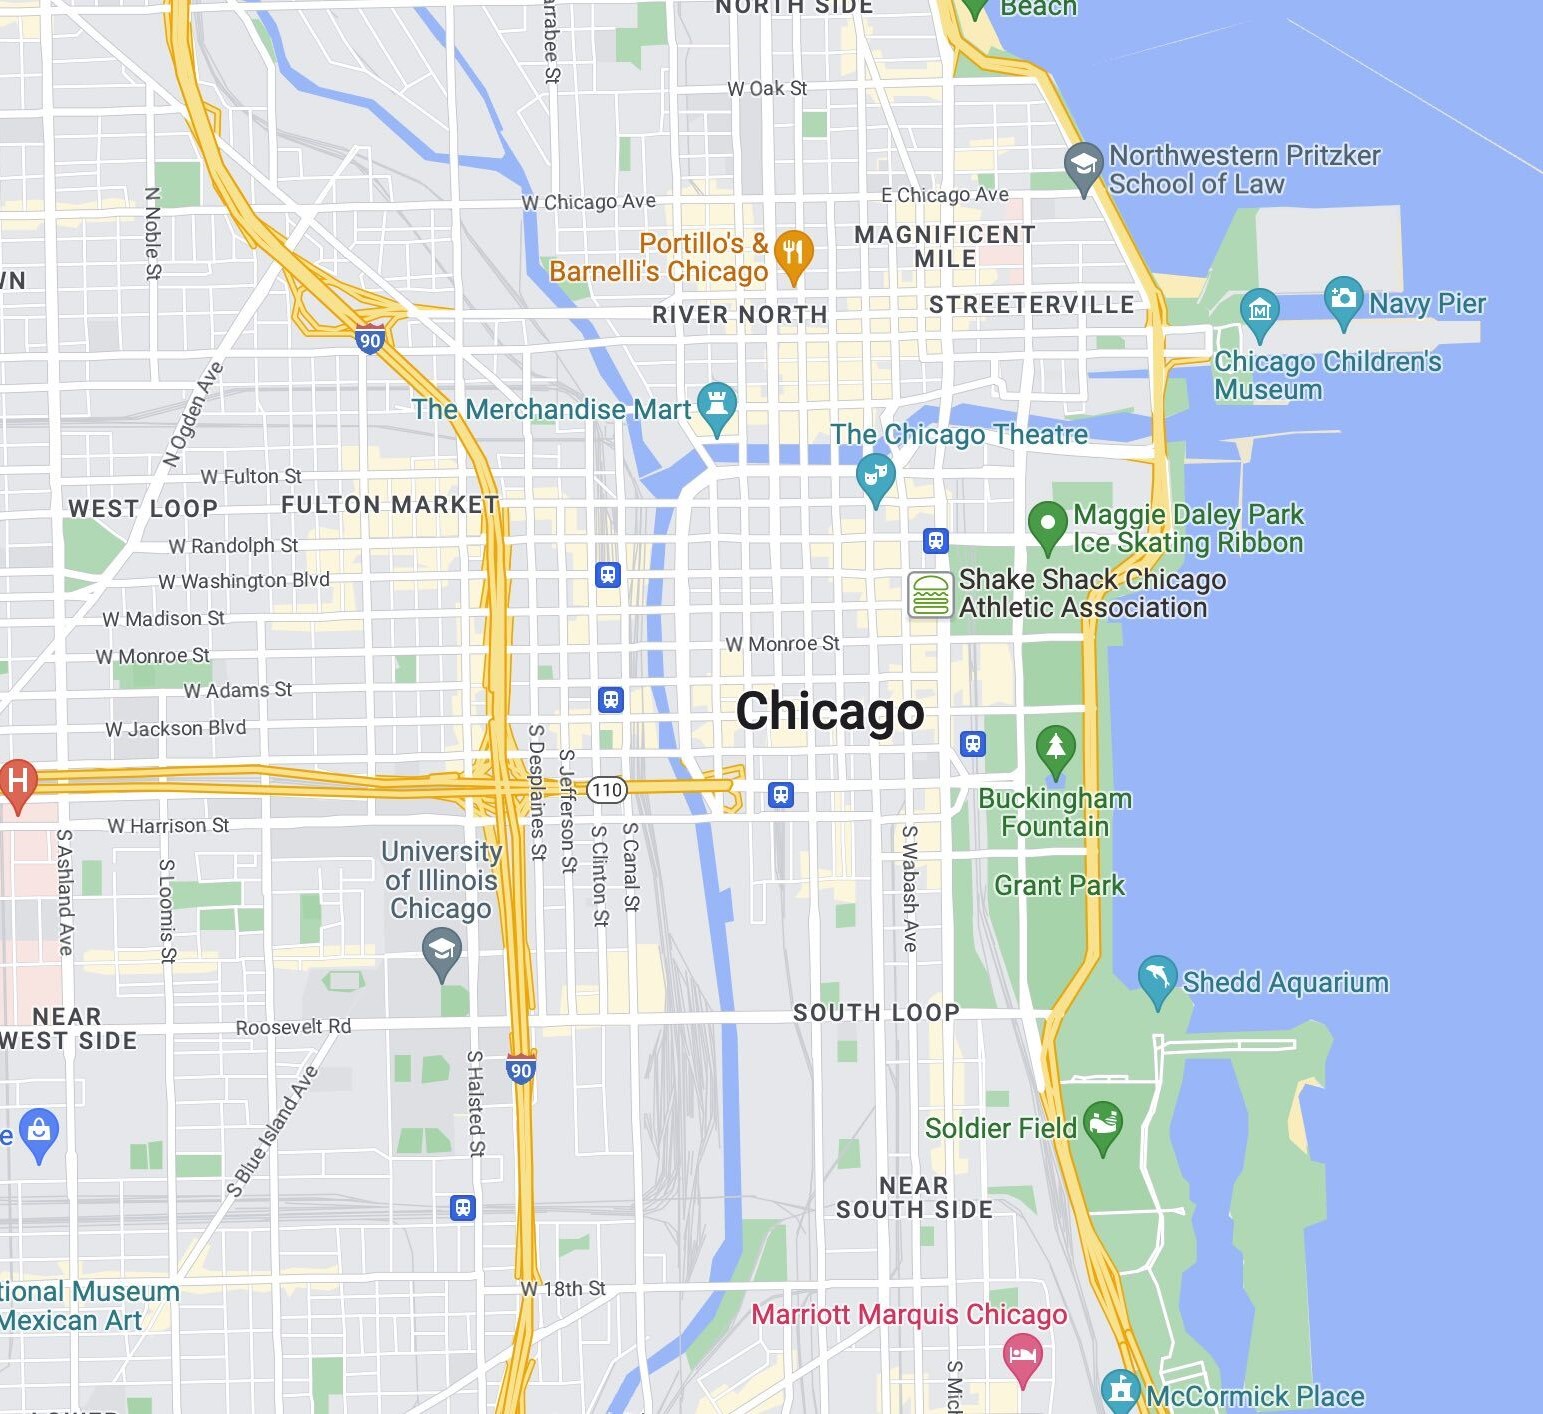 NORTH SIDE
Beach
W Oak St
Northwestern Pritzker
School of Law
N Noble St
W Chicago Ave
E Chicago Ave
MAGNIFICENT
MILE
Portillo's &
Barnelli's Chicago
RIVER NORTH
STREETERVILLE
Navy Pier
Chicago Children's
Museum
90
N Ogden Ave
The Merchandise Mart
The Chicago Theatre
W Fulton St
WEST LOOP
FULTON MARKET
Maggie Daley Park
Ice Skating Ribbon
W Randolph St
W Washington Blvd
Shake Shack Chicago
Athletic Association
W Madison St
W Monroe St
W Monroe St
W Adams St
Chicago
W Jackson Blvd
S Desplaines St
S Jefferson St
H
110
Buckingham
Fountain
W Harrison St
S Ashland Ave
S Loomis St
University
of Illinois
Chicago
S Clinton St
S Canal St
S Wabash Ave
Grant Park
Shedd Aquarium
NEAR
WEST SIDE
Roosevelt Rd
SOUTH LOOP
90
S Halsted St
S Blue Island Ave
Soldier Field
e
NEAR
SOUTH SIDE
tional Museum
Mexican Art
W 18th St
Marriott Marquis Chicago
S Mich
McCormick Place